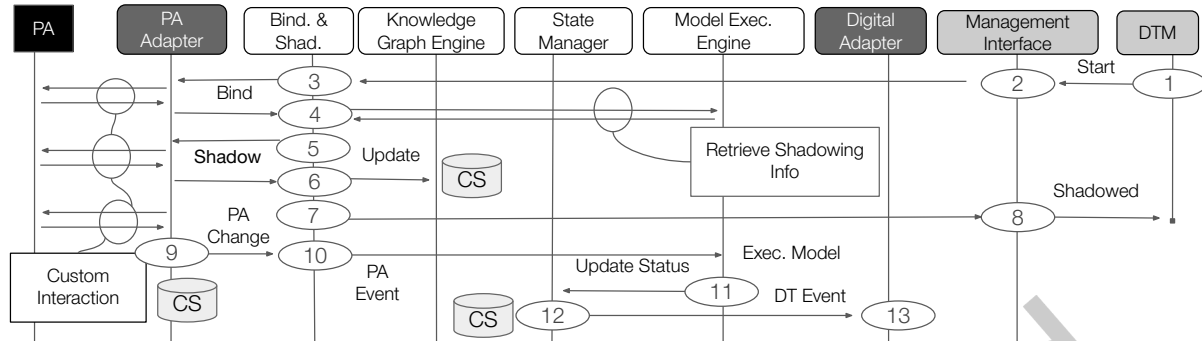 PA
PA
Adapter
Bind. &
Shad.
Knowledge
Graph Engine
State
Manager
Model Exec.
Engine
Digital
Adapter
Management
Interface
DTM
Start
3
2
1
Bind
4
5
Retrieve Shadowing
Info
Shadow
Update
6
CS
Shadowed
7
8
PA
Change
9
10
Exec. Model
Custom
Interaction
PA
Event
Update Status
11
DT Event
CS
CS
12
13